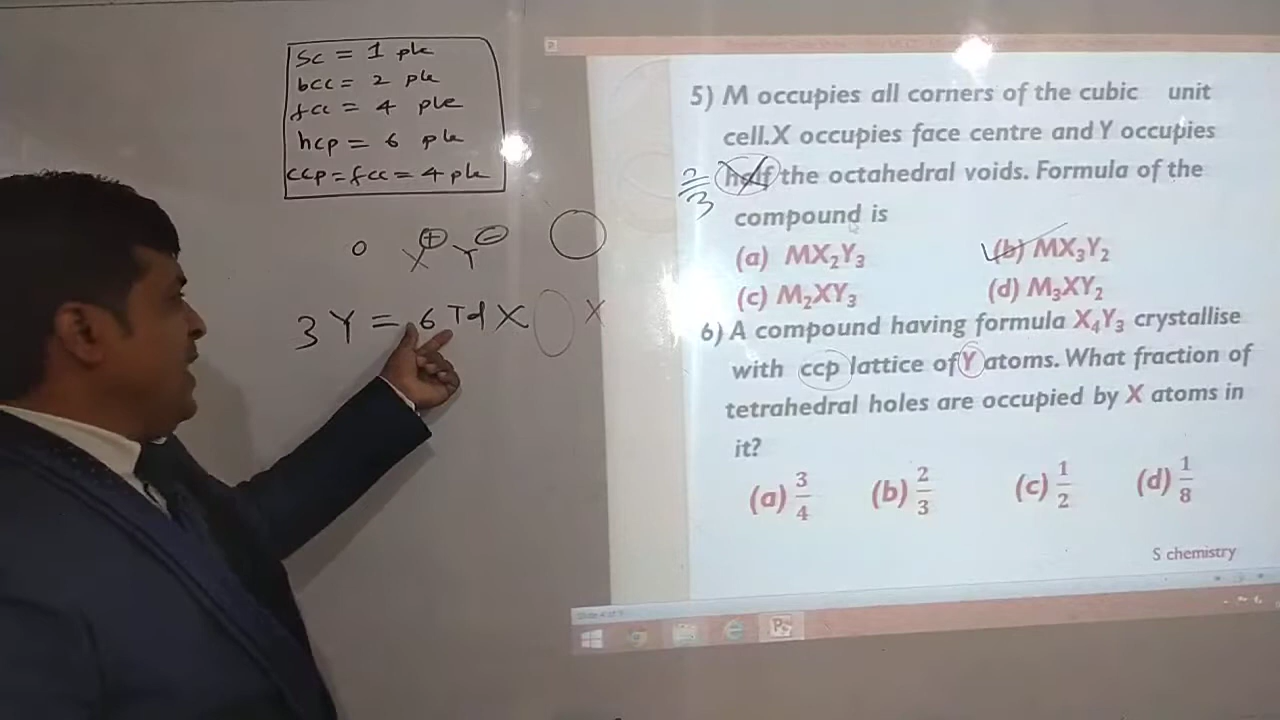 SC = 1 ple
bcc = 2 ple
fcc = 4 ple
hcp = 6 ple
ccp = fcc = 4 ple
0 X + Y -
3 Y = 6 Td X X
5) M occupies all corners of the cubic unit
cell.X occupies face centre and Y occupies
2/3 half the octahedral voids. Formula of the
compound is
(a) MX₂Y₃ (b) MX₃Y₂
(c) M₂XY₃ (d) M₃XY₂
6) A compound having formula X₄Y₃ crystallise
with ccp lattice of Y atoms. What fraction of
tetrahedral holes are occupied by X atoms in
it?
(a) 3/4 (b) 2/3 (c) 1/2 (d) 1/8
S chemistry